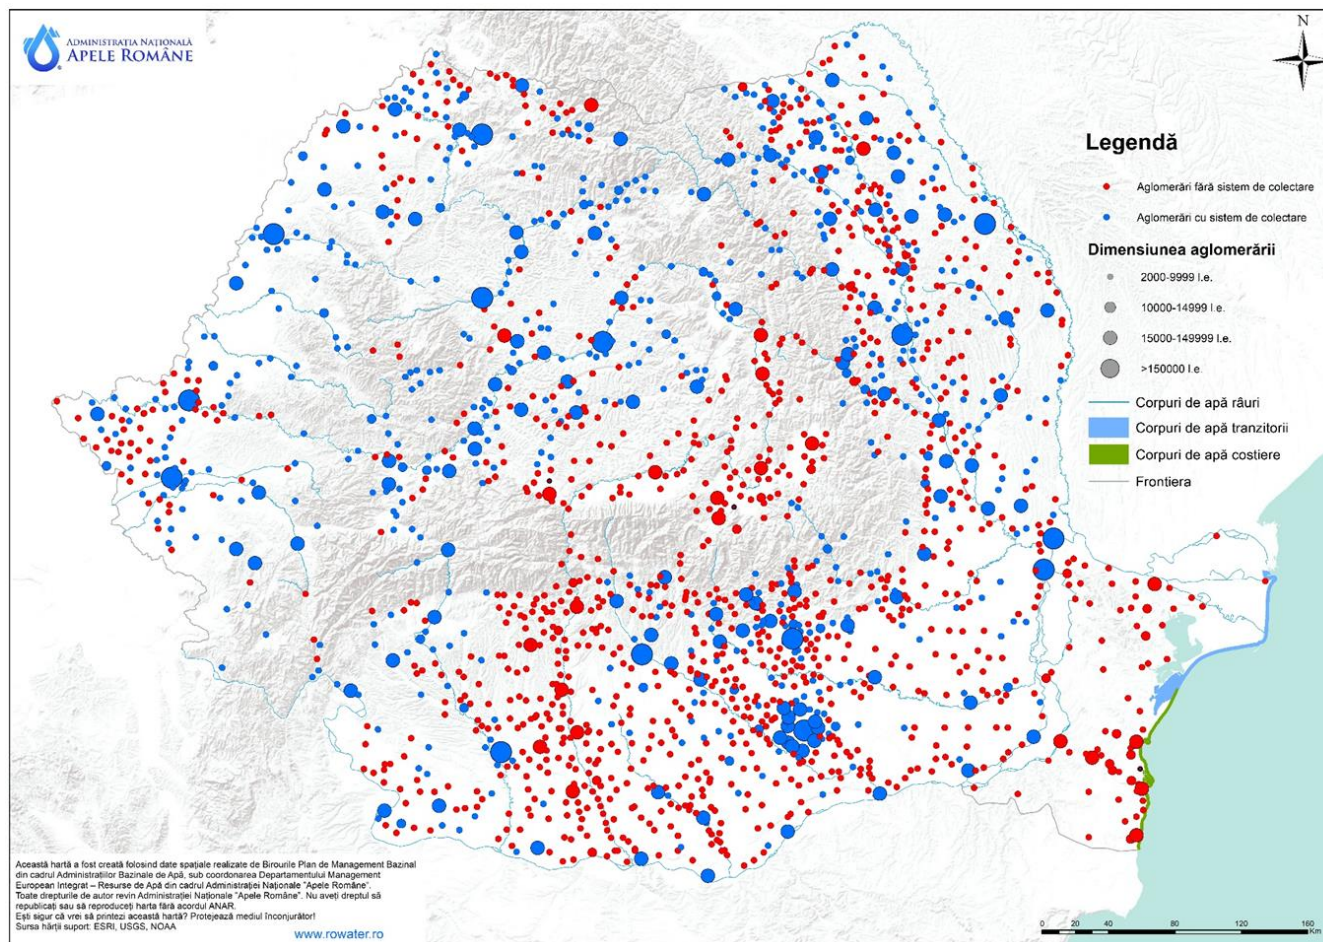 ADMINISTRAȚIA NAȚIONALĂ
APELE ROMÂNE
N
Legendă
Aglomerări fără sistem de colectare
Aglomerări cu sistem de colectare
Dimensiunea aglomerării
2000-9999 l.e.
10000-14999 l.e.
15000-149999 l.e.
>150000 l.e.
Corpuri de apă râuri
Corpuri de apă tranzitorii
Corpuri de apă costiere
Frontiera
Această hartă a fost creată folosind date spațiale realizate de Birourile Plan de Management Bazinal
din cadrul Administrațiilor Bazinale de Apă, sub coordonarea Departamentului Management
European Integrat – Resurse de Apă din cadrul Administrației Naționale "Apele Române".
Toate drepturile de autor revin Administrației Naționale "Apele Române". Nu aveți dreptul să
republicați sau să reproduceți harta fără acordul ANAR.
Ești sigur că vrei să printezi această hartă? Protejează mediul înconjurător!
Sursa hărții suport: ESRI, USGS, NOAA
www.rowater.ro
0 20 40 80 120 160
Km